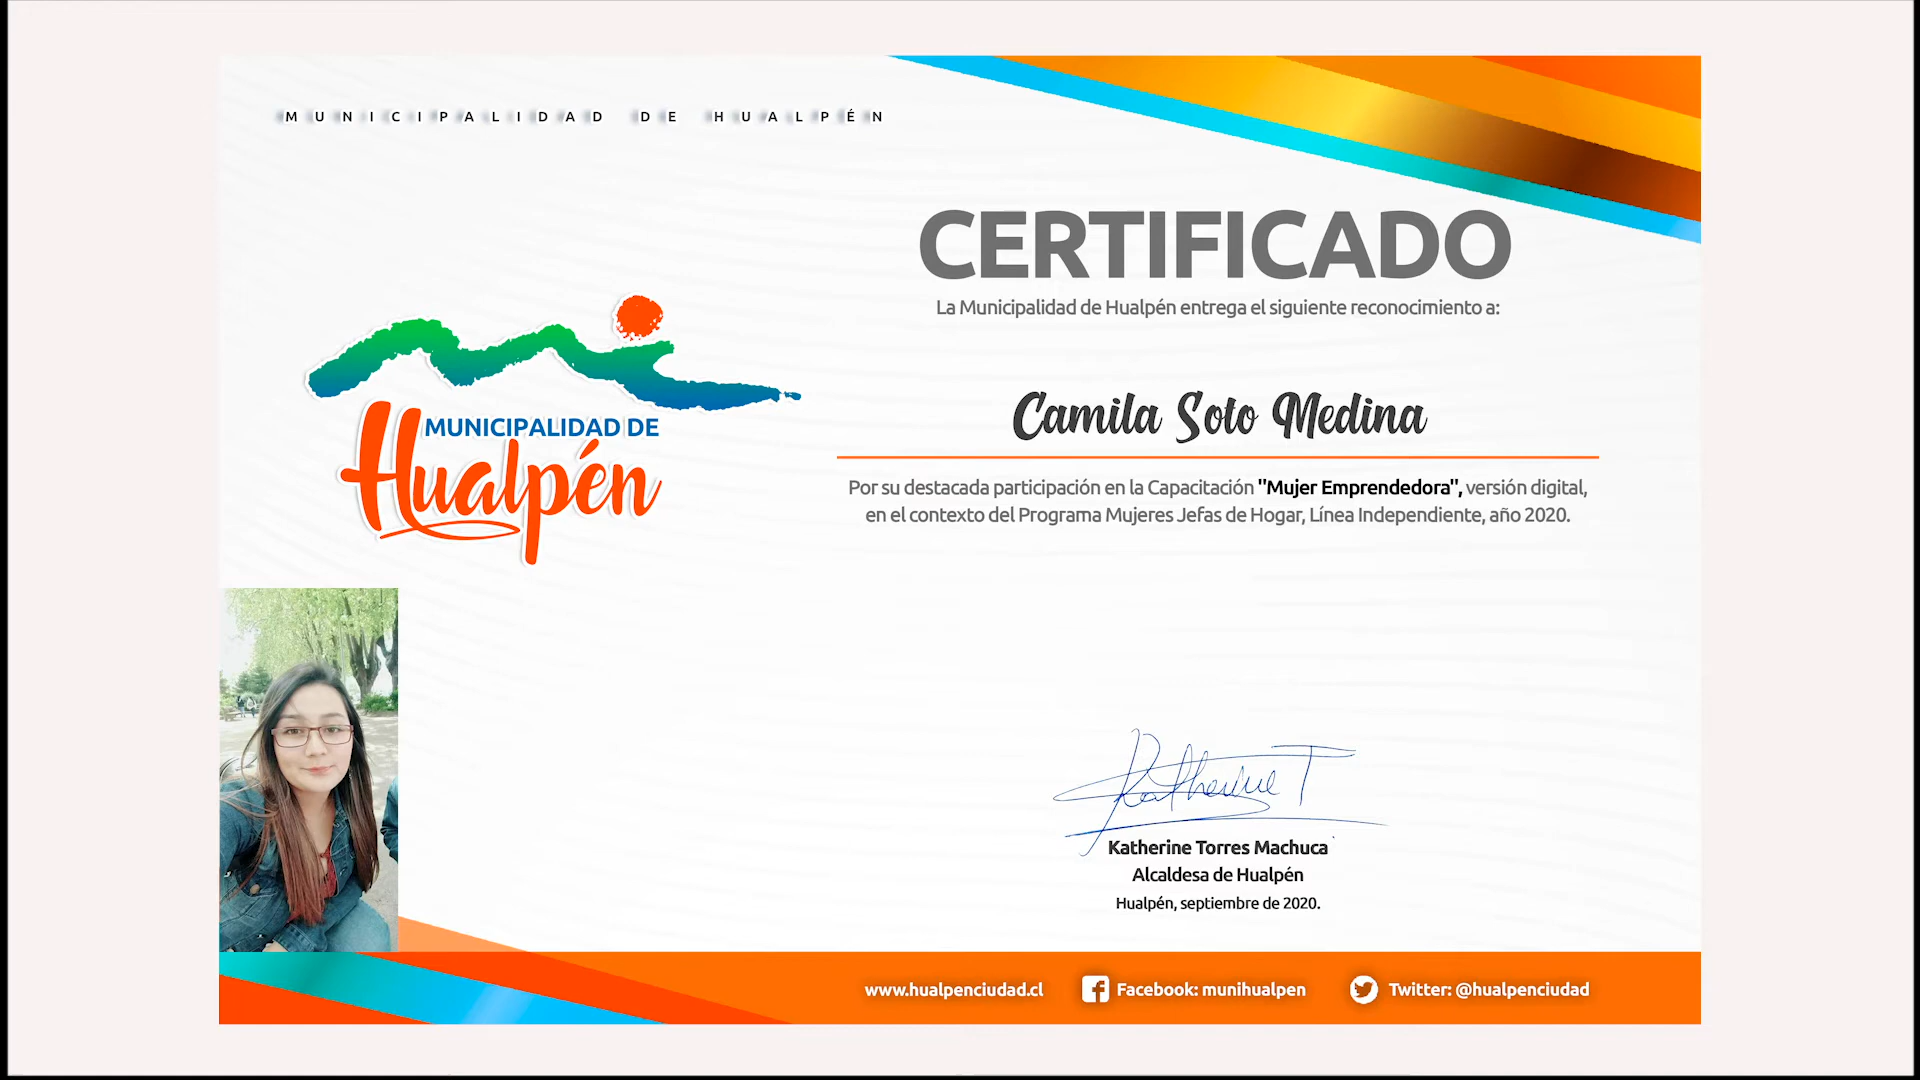 MUNICIPALIDAD DE HUALPÉN
CERTIFICADO
La Municipalidad de Hualpén entrega el siguiente reconocimiento a:
MUNICIPALIDAD DE
Hualpén
Camila Soto Medina
Por su destacada participación en la Capacitación "Mujer Emprendedora", versión digital,
en el contexto del Programa Mujeres Jefas de Hogar, Línea Independiente, año 2020.
Katherine T
Katherine Torres Machuca
Alcaldesa de Hualpén
Hualpén, septiembre de 2020.
www.hualpenciudad.cl Facebook: munihualpen Twitter: @hualpenciudad